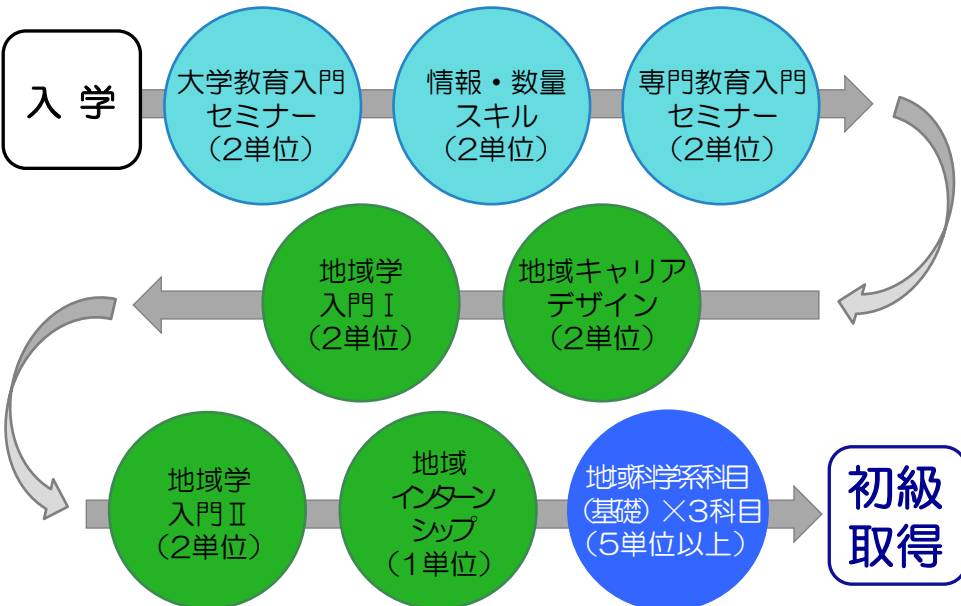 入 学
大学教育入門
セミナー
（2単位）
情報・数量
スキル
（2単位）
専門教育入門
セミナー
（2単位）
地域キャリア
デザイン
（2単位）
地域学
入門Ⅰ
（2単位）
地域学
入門Ⅱ
（2単位）
地域
インターン
シップ
（1単位）
地域科学系科目
（基礎）×3科目
（5単位以上）
初級
取得